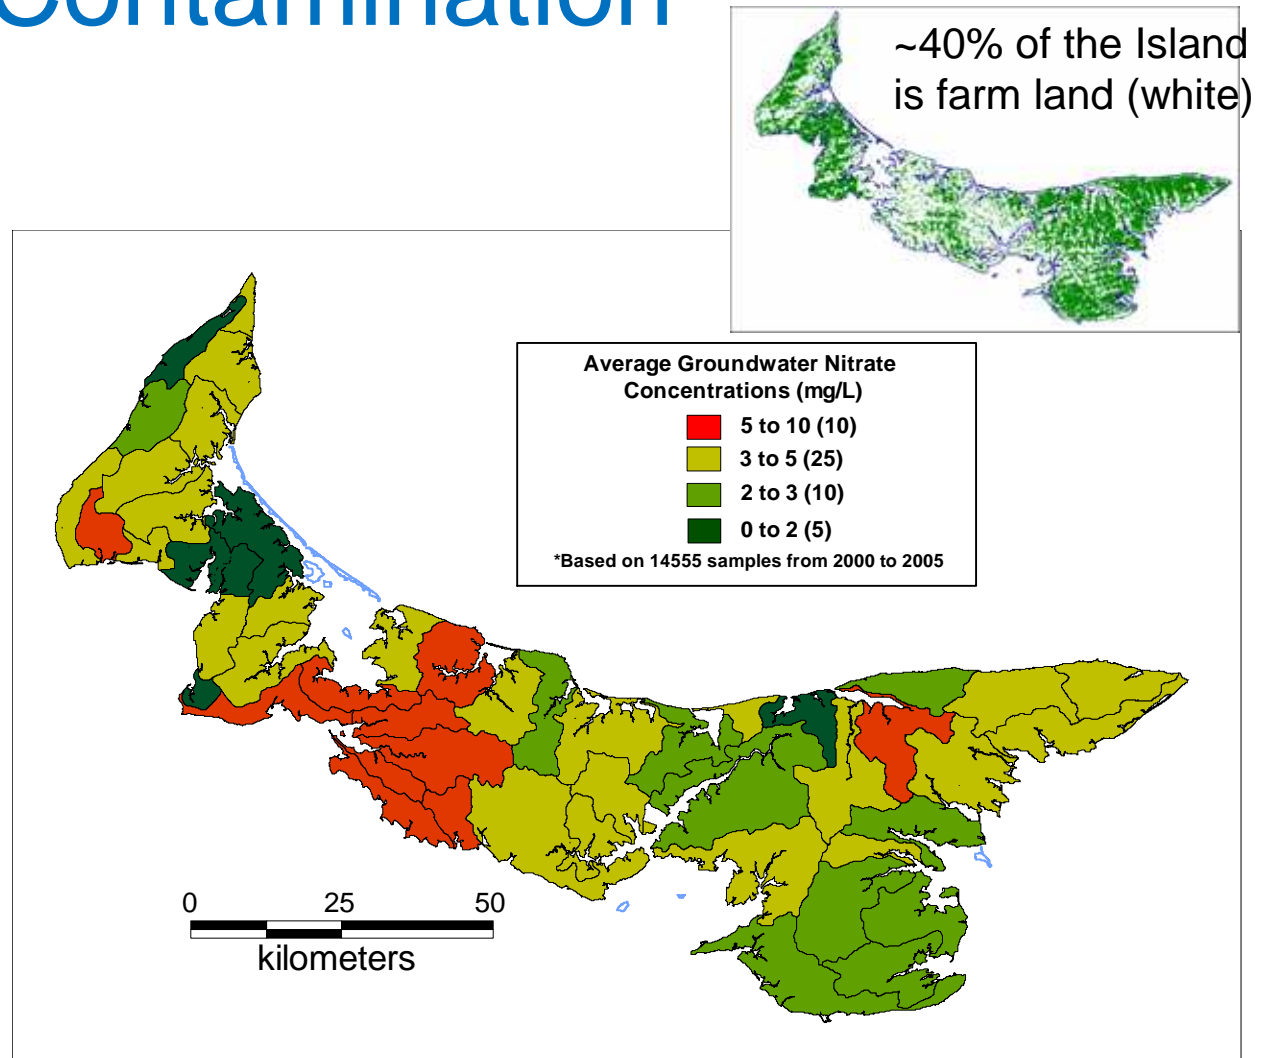 Contamination
~40% of the Island
is farm land (white)
Average Groundwater Nitrate
Concentrations (mg/L)
5 to 10 (10)
3 to 5 (25)
2 to 3 (10)
0 to 2 (5)
*Based on 14555 samples from 2000 to 2005
0 25 50
kilometers